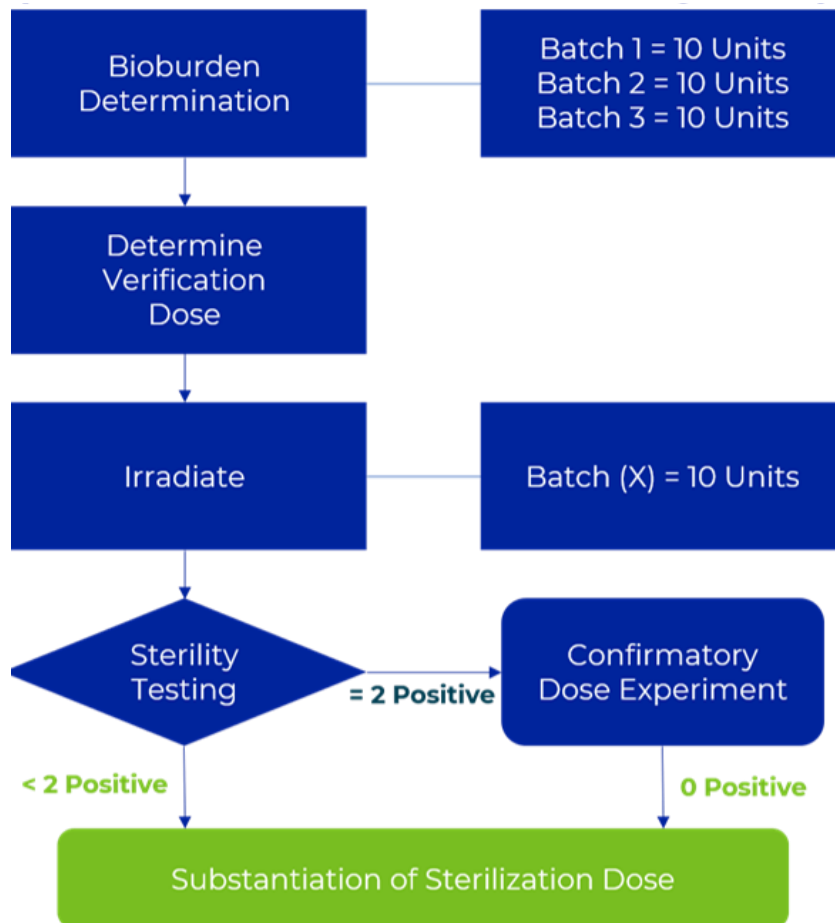 Bioburden
Determination
Batch 1 = 10 Units
Batch 2 = 10 Units
Batch 3 = 10 Units
Determine
Verification
Dose
Irradiate
Batch (X) = 10 Units
Sterility
Testing
= 2 Positive
Confirmatory
Dose Experiment
< 2 Positive
0 Positive
Substantiation of Sterilization Dose